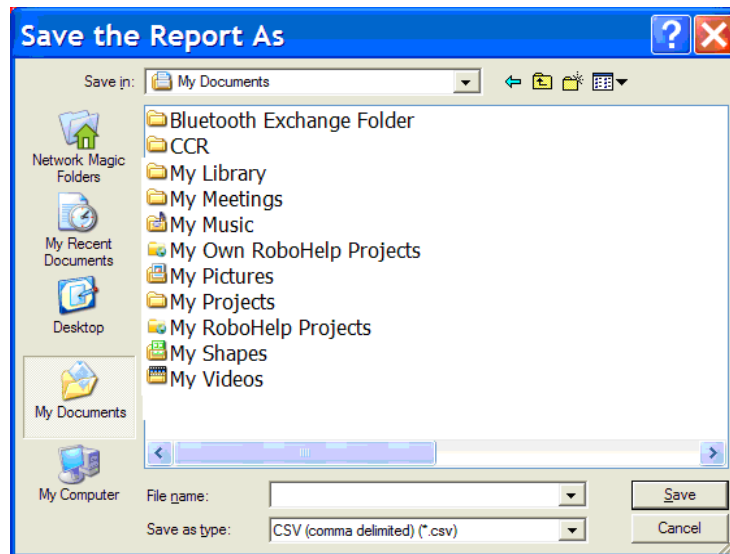 Save the Report As
Save in: My Documents
Network Magic
Folders
My Recent
Documents
Desktop
My Documents
My Computer
Bluetooth Exchange Folder
CCR
My Library
My Meetings
My Music
My Own RoboHelp Projects
My Pictures
My Projects
My RoboHelp Projects
My Shapes
My Videos
File name: Save
Save as type: CSV (comma delimited) (*.csv) Cancel